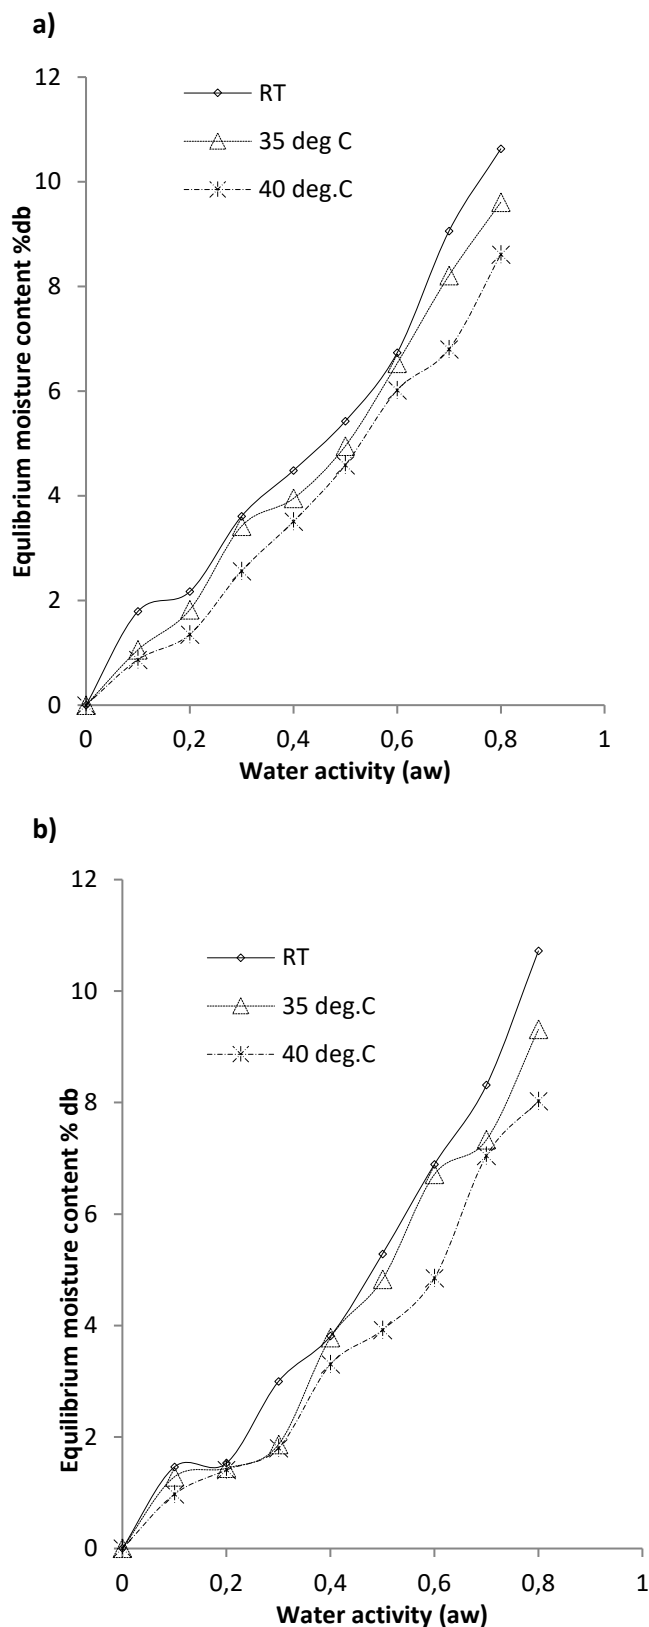 a)
12
10
8
6
4
2
0
Equlibrium moisture content %db
RT
35 deg C
40 deg.C
0
0,2
0,4
0,6
0,8
1
Water activity (aw)
b)
12
10
8
6
4
2
0
Equilibrium moisture content % db
RT
35 deg.C
40 deg.C
0
0,2
0,4
0,6
0,8
1
Water activity (aw)